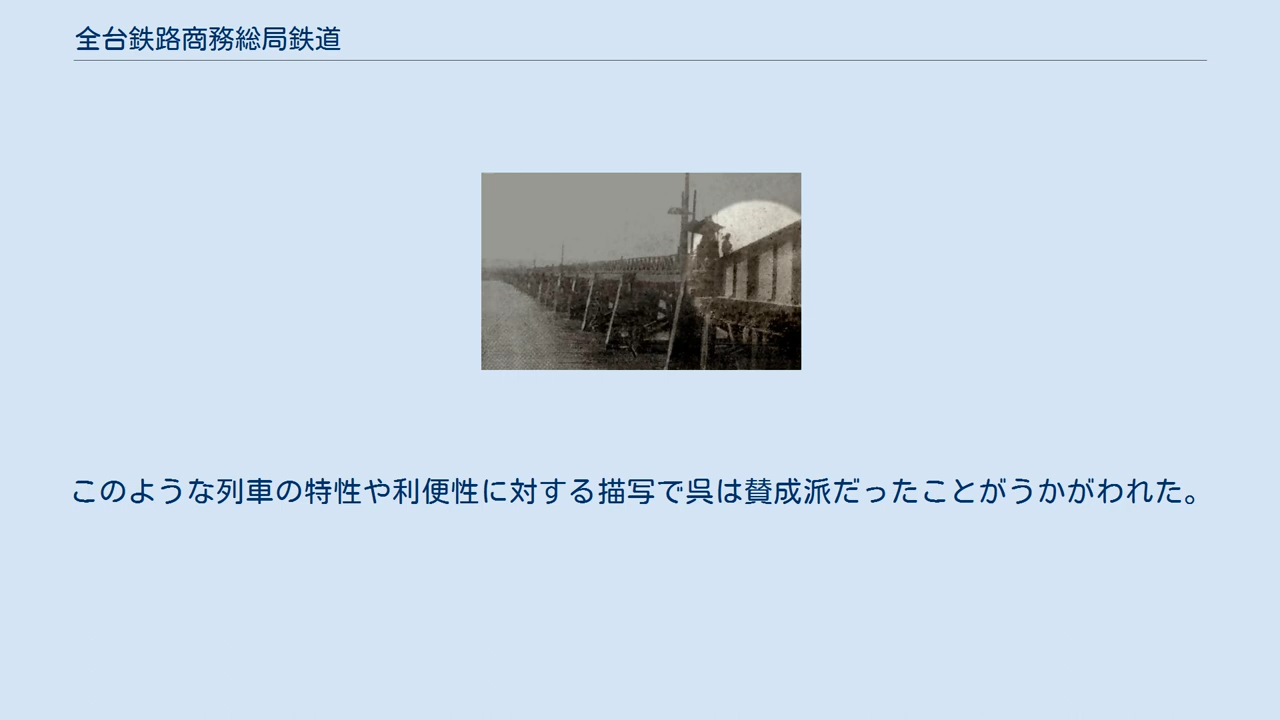 全台鉄路商務総局鉄道
このような列車の特性や利便性に対する描写で呉は賛成派だったことがうかがわれた。